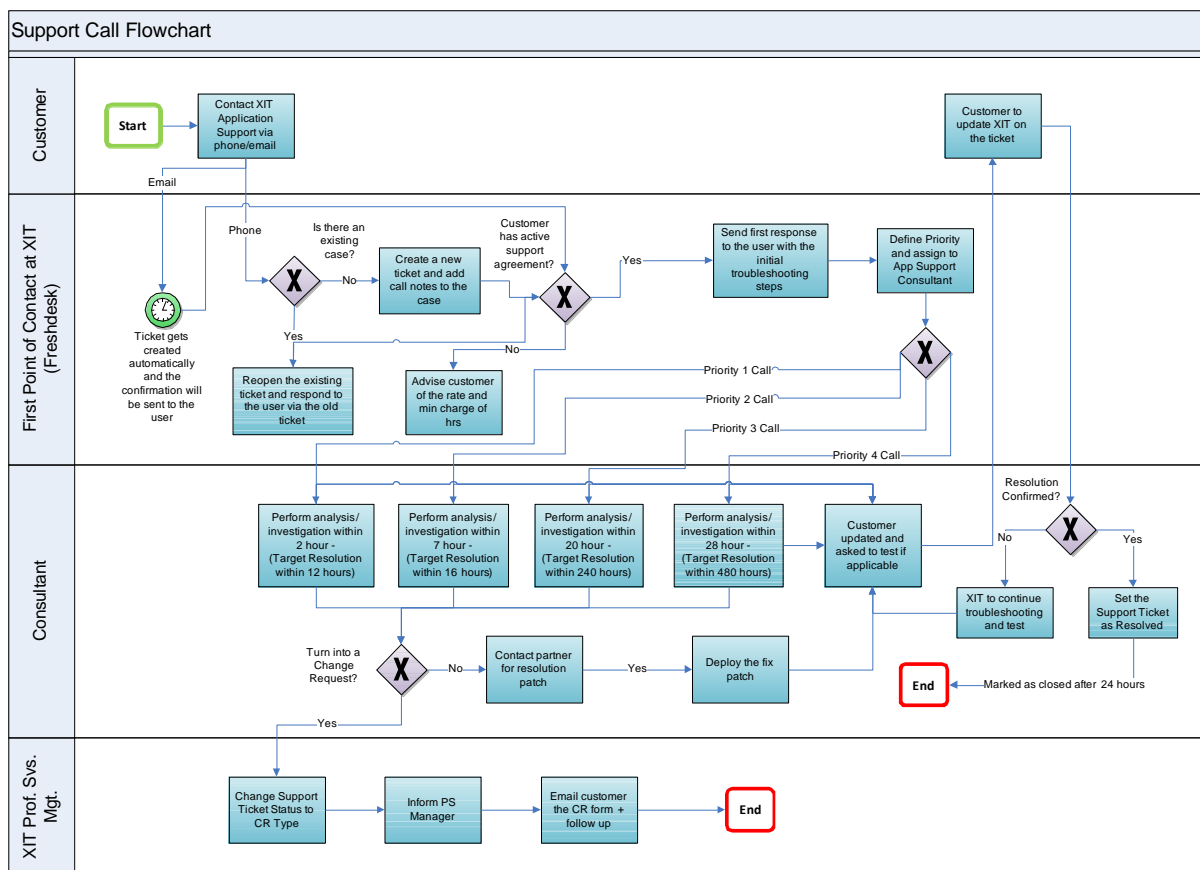 Support Call Flowchart
Customer
Start
Contact XIT
Application
Support via
phone/email
Customer to
update XIT on
the ticket
Email
First Point of Contact at XIT
(Freshdesk)
Phone
Is there an
existing
case?
X
No
Create a new
ticket and add
call notes to the
case
Customer
has active
support
agreement?
X
Yes
Send first response
to the user with the
initial
troubleshooting
steps
Define Priority
and assign to
App Support
Consultant
Ticket gets
created
automatically
and the
confirmation will
be sent to the
user
Yes
Reopen the existing
ticket and respond to
the user via the old
ticket
No
Advise customer
of the rate and
min charge of
hrs
X
Priority 1 Call
Priority 2 Call
Priority 3 Call
Priority 4 Call
Consultant
Perform analysis/
investigation within
2 hour -
(Target Resolution
within 12 hours)
Perform analysis/
investigation within
7 hour -
(Target Resolution
within 16 hours)
Perform analysis/
investigation within
20 hour -
(Target Resolution
within 240 hours)
Perform analysis/
investigation within
28 hour -
(Target Resolution
within 480 hours)
Customer
updated and
asked to test if
applicable
Resolution
Confirmed?
X
No
Yes
XIT to continue
troubleshooting
and test
Set the
Support Ticket
as Resolved
Turn into a
Change
Request?
X
No
Contact partner
for resolution
patch
Yes
Deploy the fix
patch
End
Marked as closed after 24 hours
Yes
XIT Prof. Svs.
Mgt.
Change Support
Ticket Status to
CR Type
Inform PS
Manager
Email customer
the CR form +
follow up
End